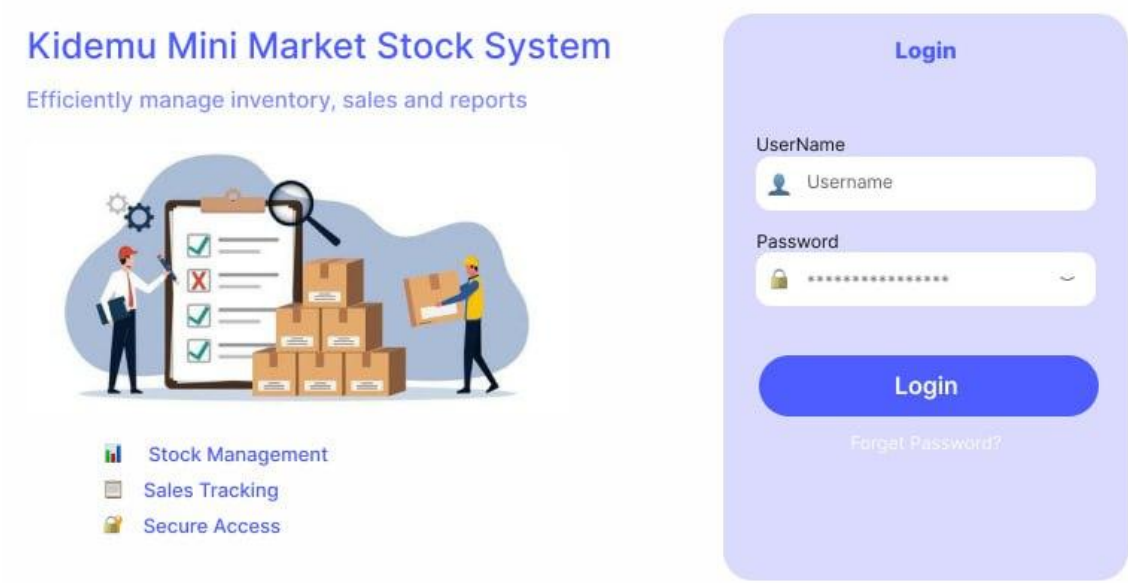 Kidemu Mini Market Stock System
Efficiently manage inventory, sales and reports
Stock Management
Sales Tracking
Secure Access
Login
UserName
Username
Password
****************
Login
Forget Password?